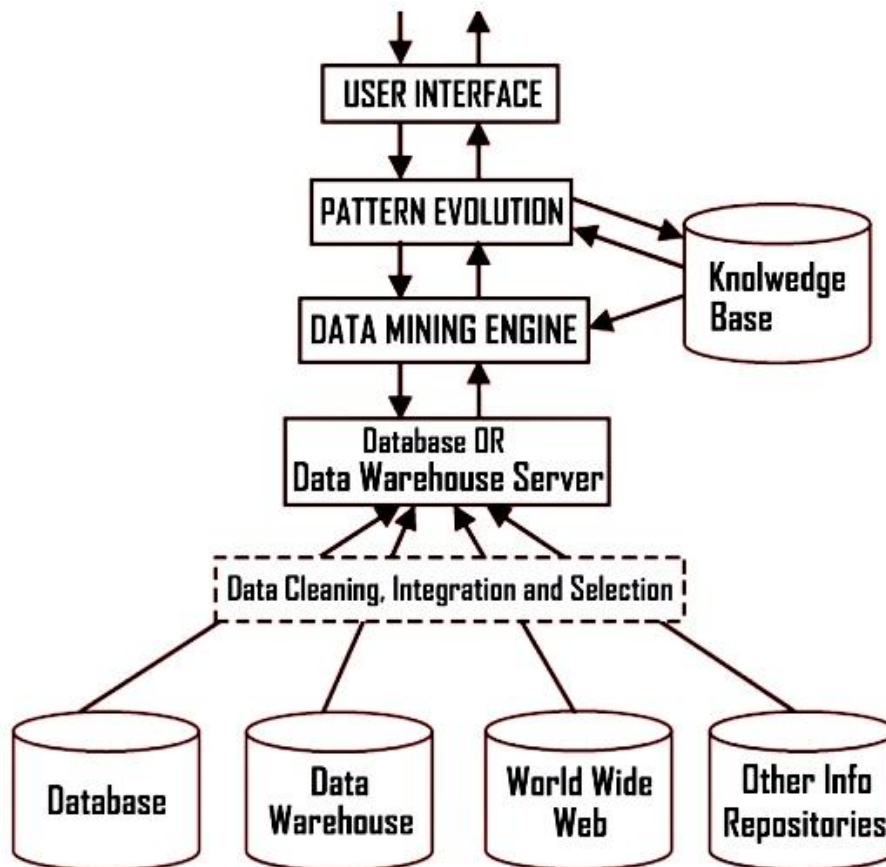 USER INTERFACE
PATTERN EVOLUTION
Knolwedge
Base
DATA MINING ENGINE
Database OR
Data Warehouse Server
Data Cleaning, Integration and Selection
Database
Data
Warehouse
World Wide
Web
Other Info
Repositories